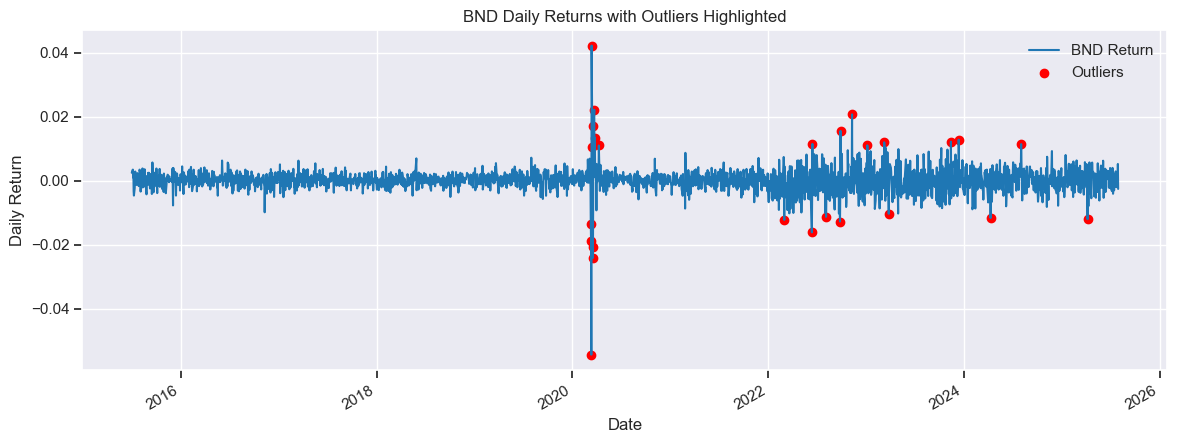 BND Daily Returns with Outliers Highlighted
BND Return
Outliers
Daily Return
0.04
0.02
0.00
−0.02
−0.04
2016
2018
2020
2022
2024
2026
Date